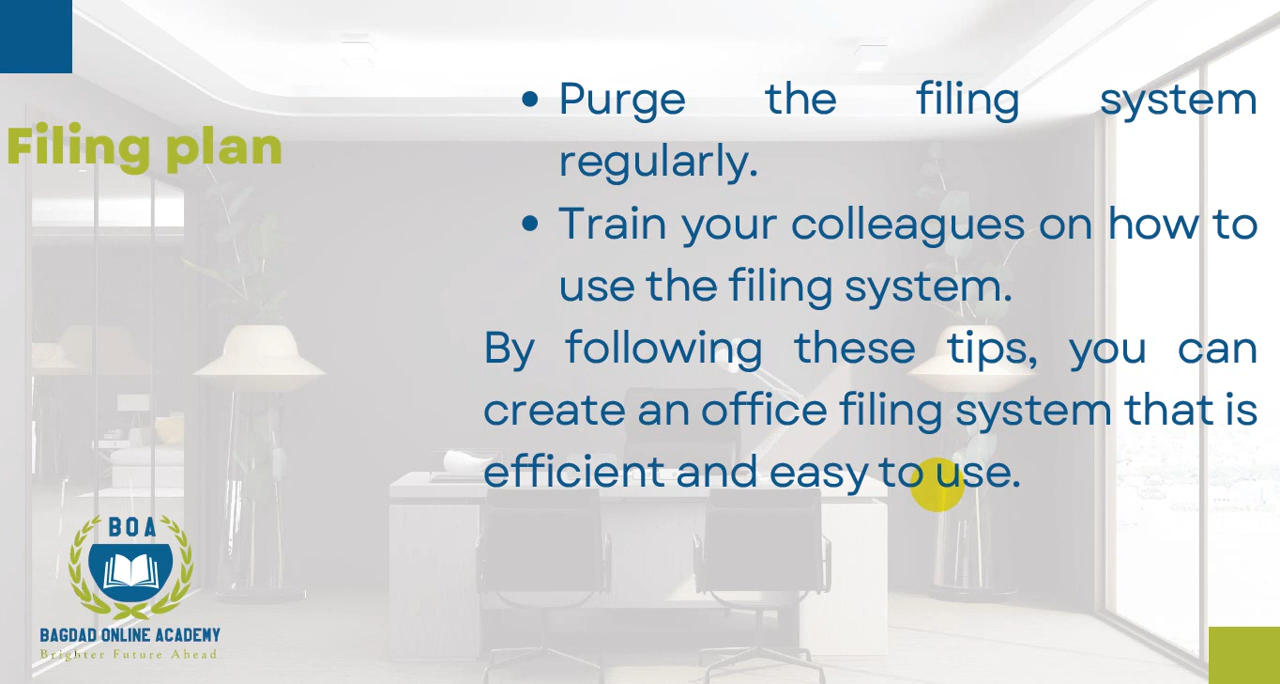 Filing plan
• Purge the filing system
regularly.
• Train your colleagues on how to
use the filing system.
By following these tips, you can
create an office filing system that is
efficient and easy to use.
BOA
BAGDAD ONLINE ACADEMY
Brighter Future Ahead